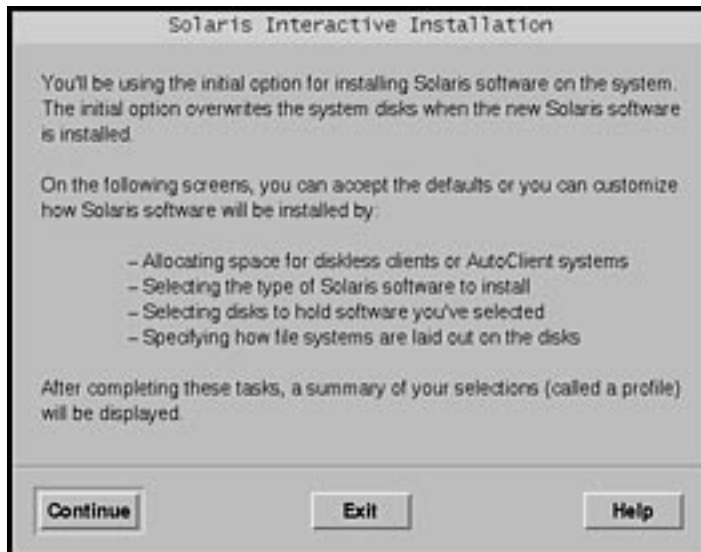 Solaris Interactive Installation
You'll be using the initial option for installing Solaris software on the system.
The initial option overwrites the system disks when the new Solaris software
is installed.
On the following screens, you can accept the defaults or you can customize
how Solaris software will be installed by:
– Allocating space for diskless clients or AutoClient systems
– Selecting the type of Solaris software to install
– Selecting disks to hold software you've selected
– Specifying how file systems are laid out on the disks
After completing these tasks, a summary of your selections (called a profile)
will be displayed.
Continue Exit Help